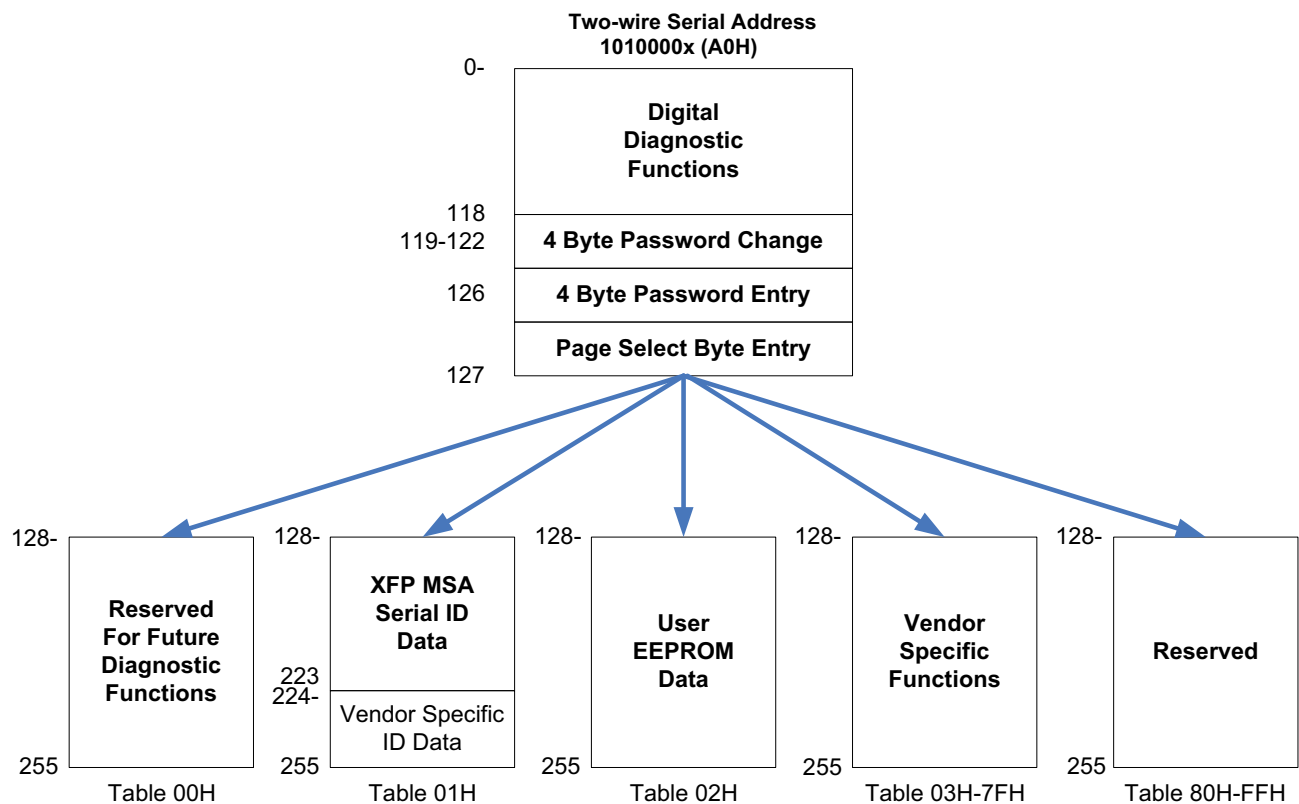 Two-wire Serial Address
1010000x (A0H)
0-
Digital
Diagnostic
Functions
118
119-122
4 Byte Password Change
126
4 Byte Password Entry
Page Select Byte Entry
127
128-
Reserved
For Future
Diagnostic
Functions
255
Table 00H
128-
XFP MSA
Serial ID
Data
223
224-
Vendor Specific
ID Data
255
Table 01H
128-
User
EEPROM
Data
255
Table 02H
128-
Vendor
Specific
Functions
255
Table 03H-7FH
128-
Reserved
255
Table 80H-FFH